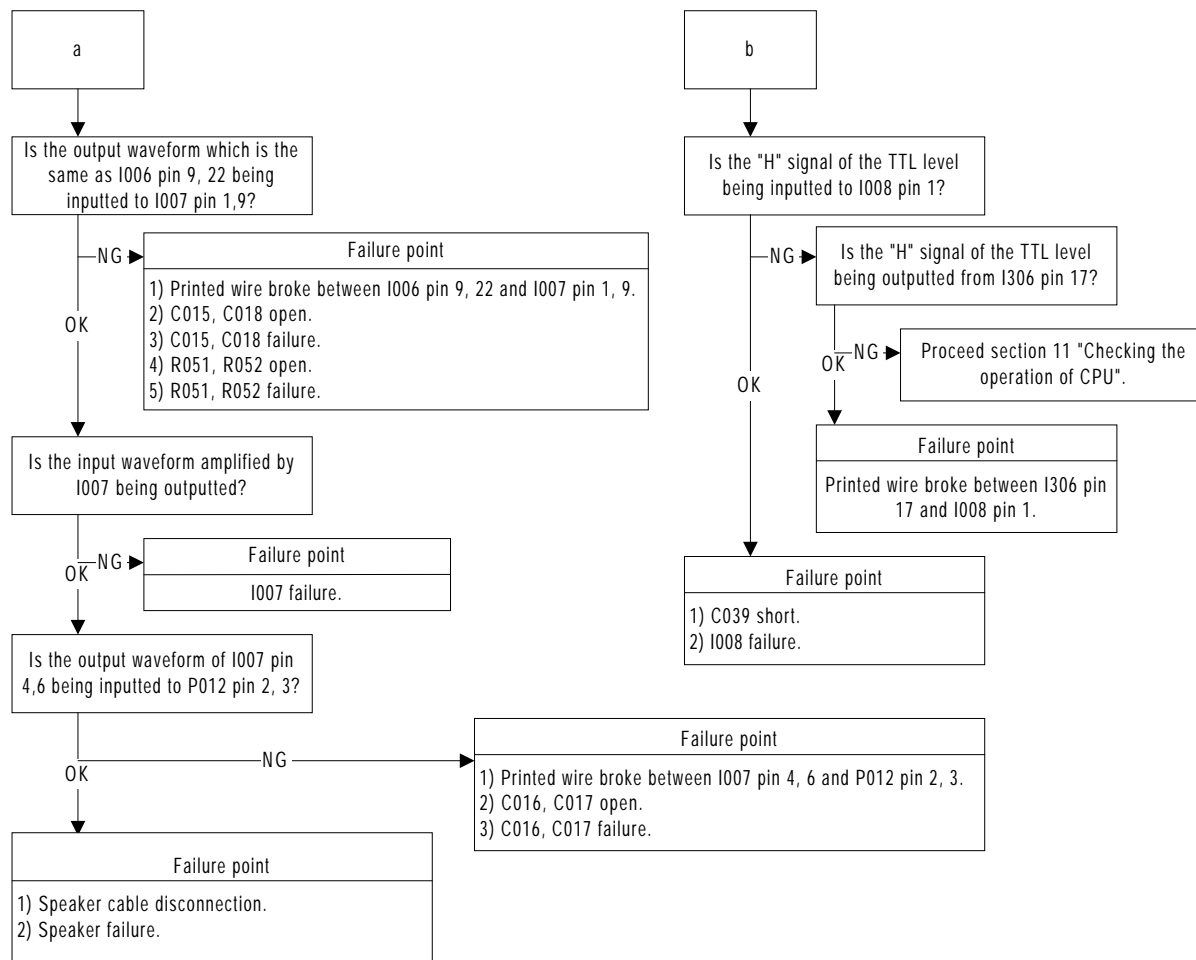 a
Is the output waveform which is the
same as I006 pin 9, 22 being
inputted to I007 pin 1,9?
NG
Failure point
1) Printed wire broke between I006 pin 9, 22 and I007 pin 1, 9.
2) C015, C018 open.
3) C015, C018 failure.
4) R051, R052 open.
5) R051, R052 failure.
OK
Is the input waveform amplified by
I007 being outputted?
NG
Failure point
I007 failure.
OK
Is the output waveform of I007 pin
4,6 being inputted to P012 pin 2, 3?
NG
Failure point
1) Printed wire broke between I007 pin 4, 6 and P012 pin 2, 3.
2) C016, C017 open.
3) C016, C017 failure.
OK
Failure point
1) Speaker cable disconnection.
2) Speaker failure.
b
Is the "H" signal of the TTL level
being inputted to I008 pin 1?
NG
Is the "H" signal of the TTL level
being outputted from I306 pin 17?
NG
Proceed section 11 "Checking the
operation of CPU".
OK
Failure point
Printed wire broke between I306 pin
17 and I008 pin 1.
OK
Failure point
1) C039 short.
2) I008 failure.